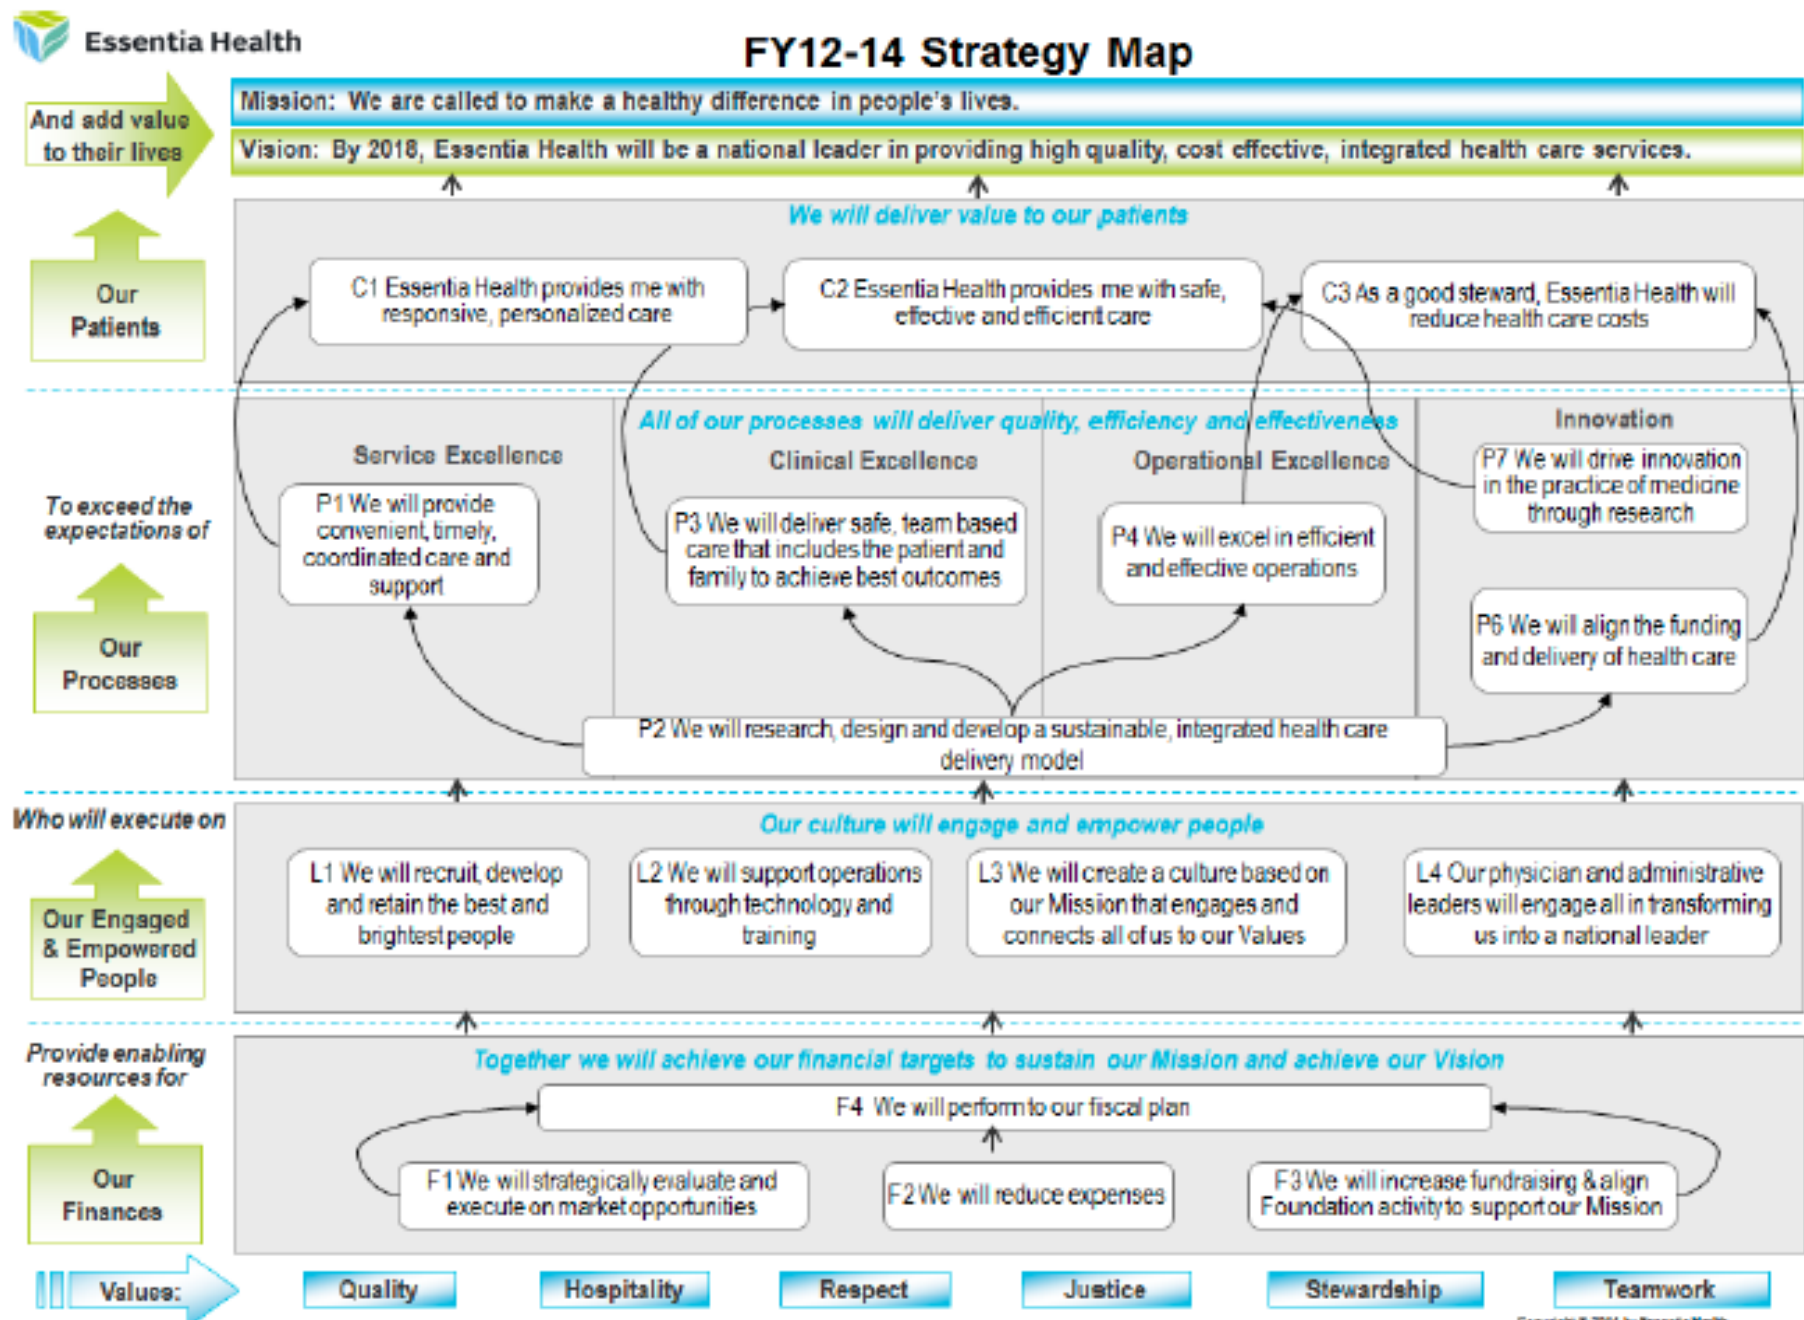 Essentia Health
FY12-14 Strategy Map
And add value
to their lives
Mission: We are called to make a healthy difference in people's lives.
Vision: By 2018, Essentia Health will be a national leader in providing high quality, cost effective, integrated health care services.
We will deliver value to our patients
Our
Patients
C1 Essentia Health provides me with
responsive, personalized care
C2 Essentia Health provides me with safe,
effective and efficient care
C3 As a good steward, Essentia Health will
reduce health care costs
All of our processes will deliver quality, efficiency and effectiveness
Service Excellence
Clinical Excellence
Operational Excellence
Innovation
To exceed the
expectations of
P1 We will provide
convenient, timely,
coordinated care and
support
P3 We will deliver safe, team based
care that includes the patient and
family to achieve best outcomes
P4 We will excel in efficient
and effective operations
P7 We will drive innovation
in the practice of medicine
through research
P6 We will align the funding
and delivery of health care
Our
Processes
P2 We will research, design and develop a sustainable, integrated health care
delivery model
Who will execute on
Our culture will engage and empower people
Our Engaged
& Empowered
People
L1 We will recruit, develop
and retain the best and
brightest people
L2 We will support operations
through technology and
training
L3 We will create a culture based on
our Mission that engages and
connects all of us to our Values
L4 Our physician and administrative
leaders will engage all in transforming
us into a national leader
Provide enabling
resources for
Together we will achieve our financial targets to sustain our Mission and achieve our Vision
F4 We will perform to our fiscal plan
Our
Finances
F1 We will strategically evaluate and
execute on market opportunities
F2 We will reduce expenses
F3 We will increase fundraising & align
Foundation activity to support our Mission
Values:
Quality
Hospitality
Respect
Justice
Stewardship
Teamwork